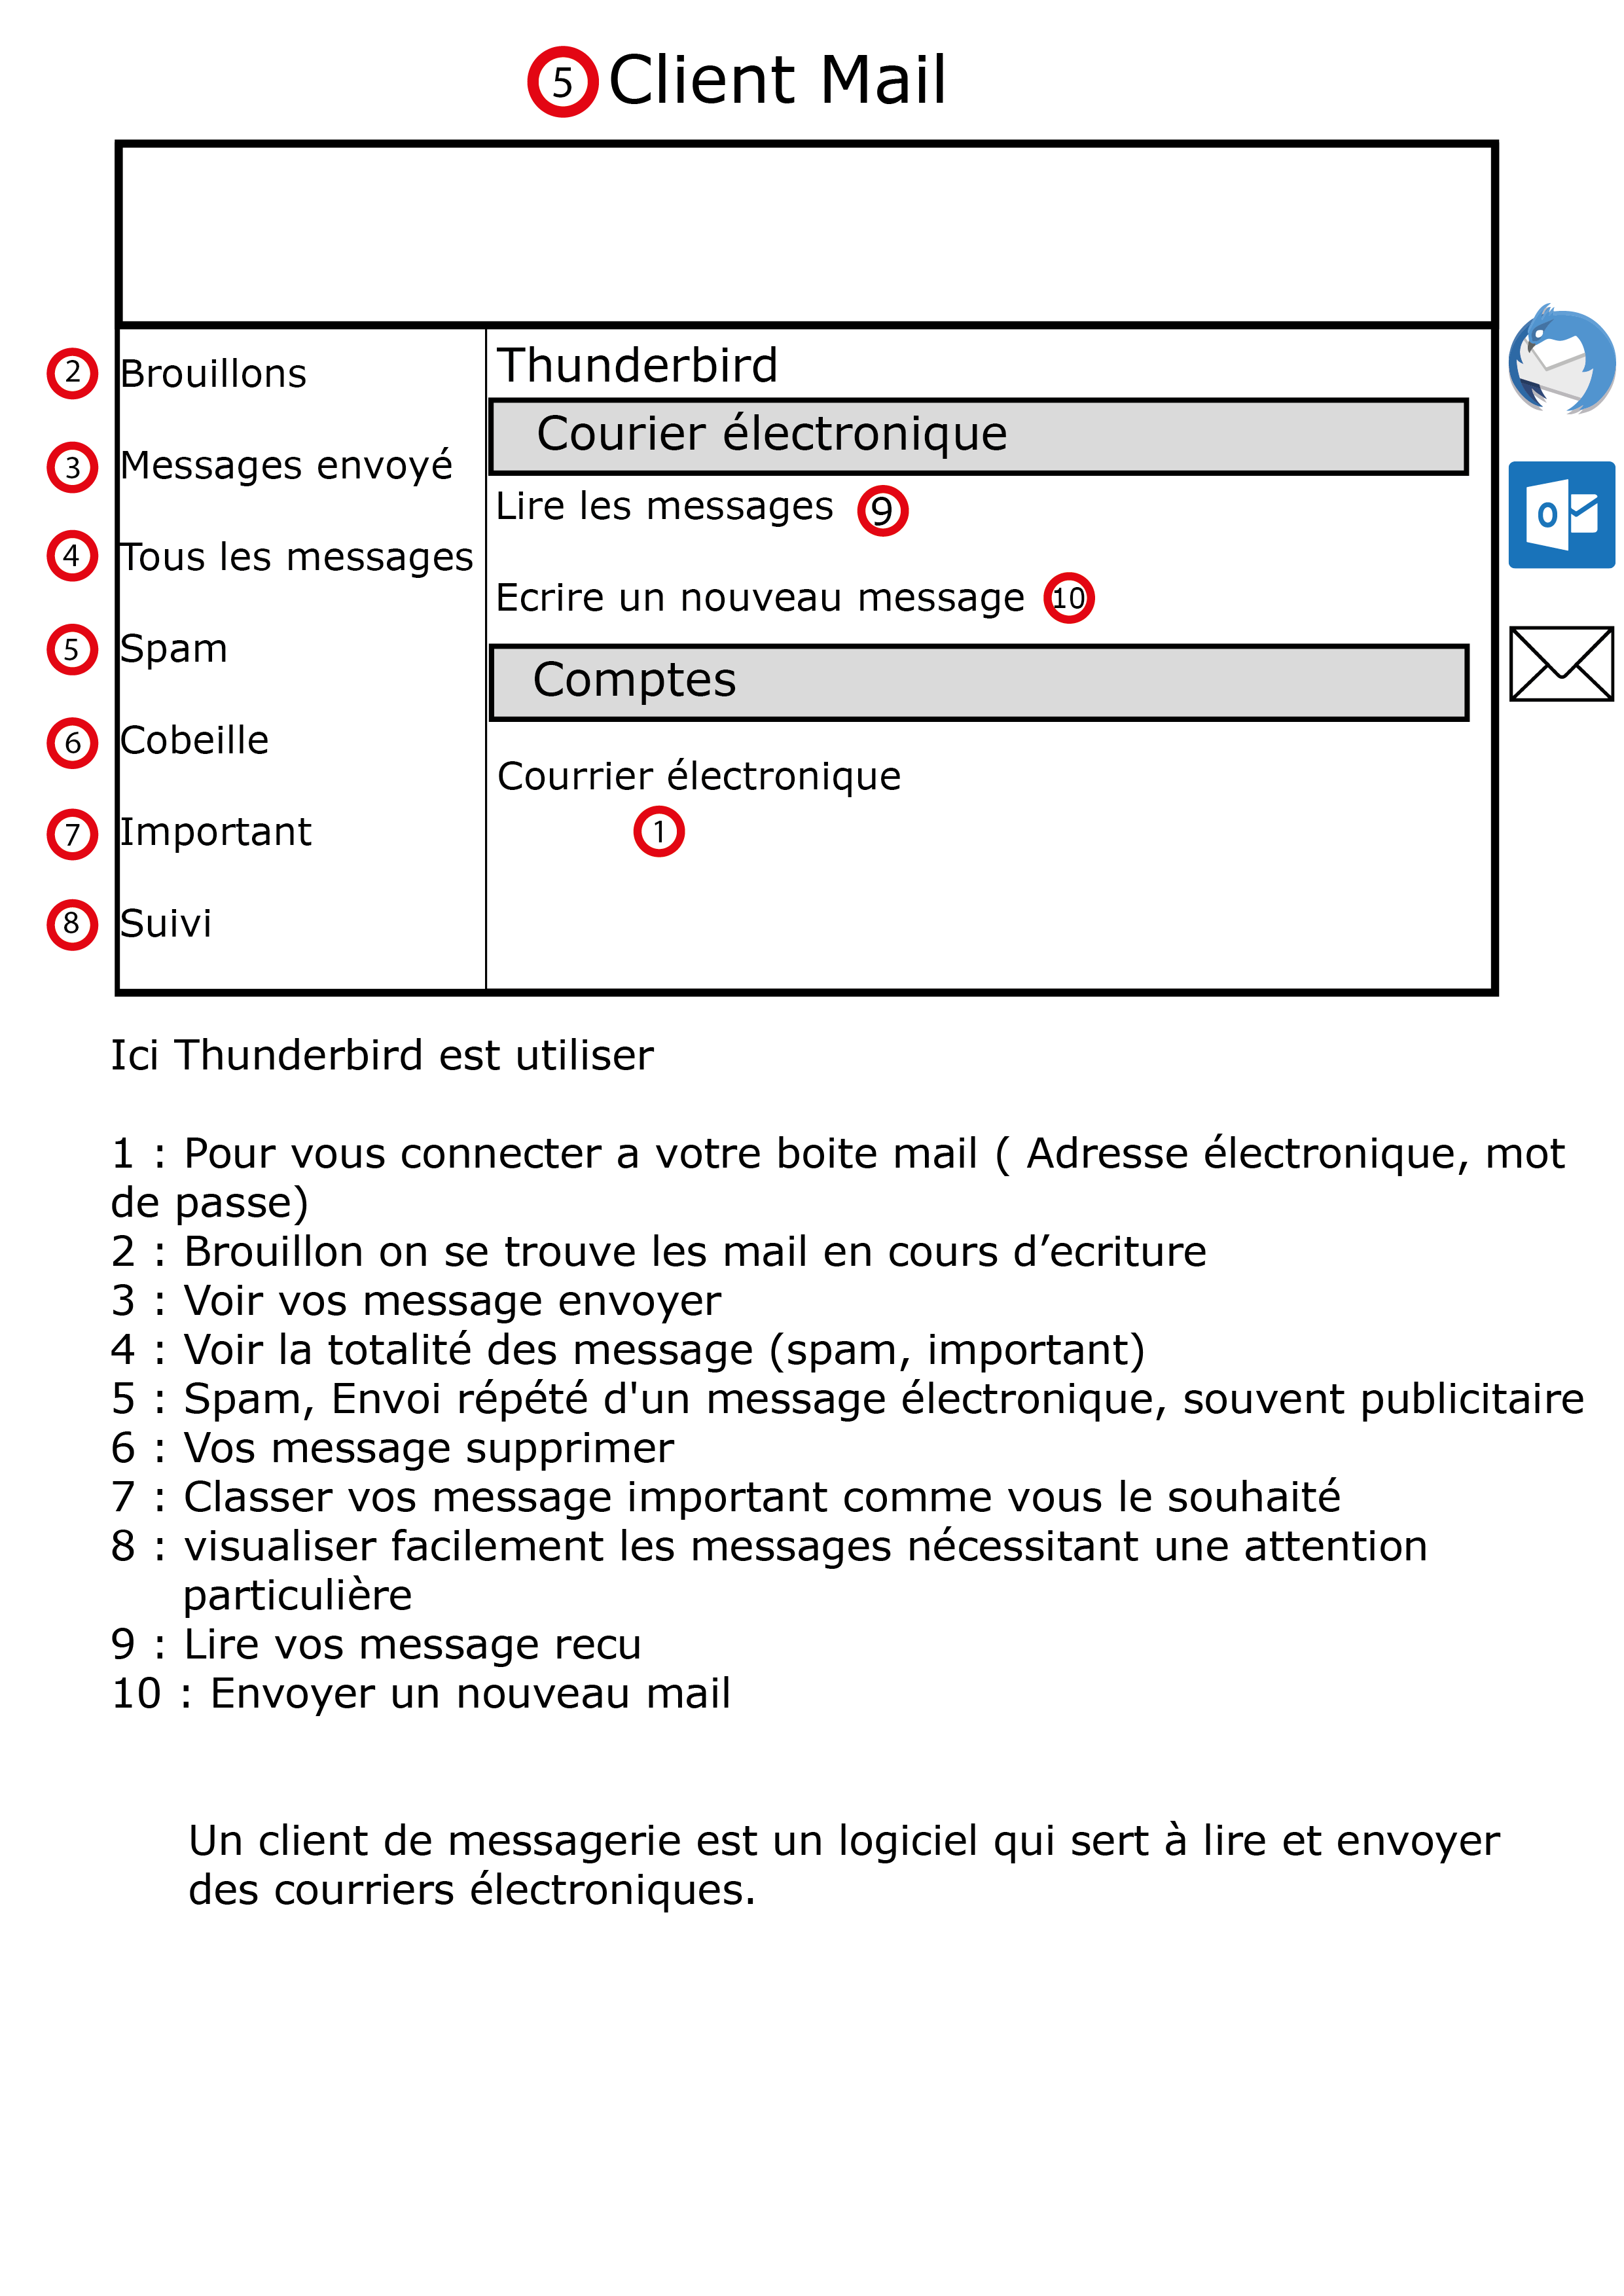 5 Client Mail
2 Brouillons
3 Messages envoyé
4 Tous les messages
5 Spam
6 Cobeille
7 Important
8 Suivi
Thunderbird
Courier électronique
Lire les messages 9
Ecrire un nouveau message 10
Comptes
Courrier électronique
1
o
Ici Thunderbird est utiliser
1 : Pour vous connecter a votre boite mail ( Adresse électronique, mot
de passe)
2 : Brouillon on se trouve les mail en cours d’ecriture
3 : Voir vos message envoyer
4 : Voir la totalité des message (spam, important)
5 : Spam, Envoi répété d'un message électronique, souvent publicitaire
6 : Vos message supprimer
7 : Classer vos message important comme vous le souhaité
8 : visualiser facilement les messages nécessitant une attention
particulière
9 : Lire vos message recu
10 : Envoyer un nouveau mail
Un client de messagerie est un logiciel qui sert à lire et envoyer
des courriers électroniques.